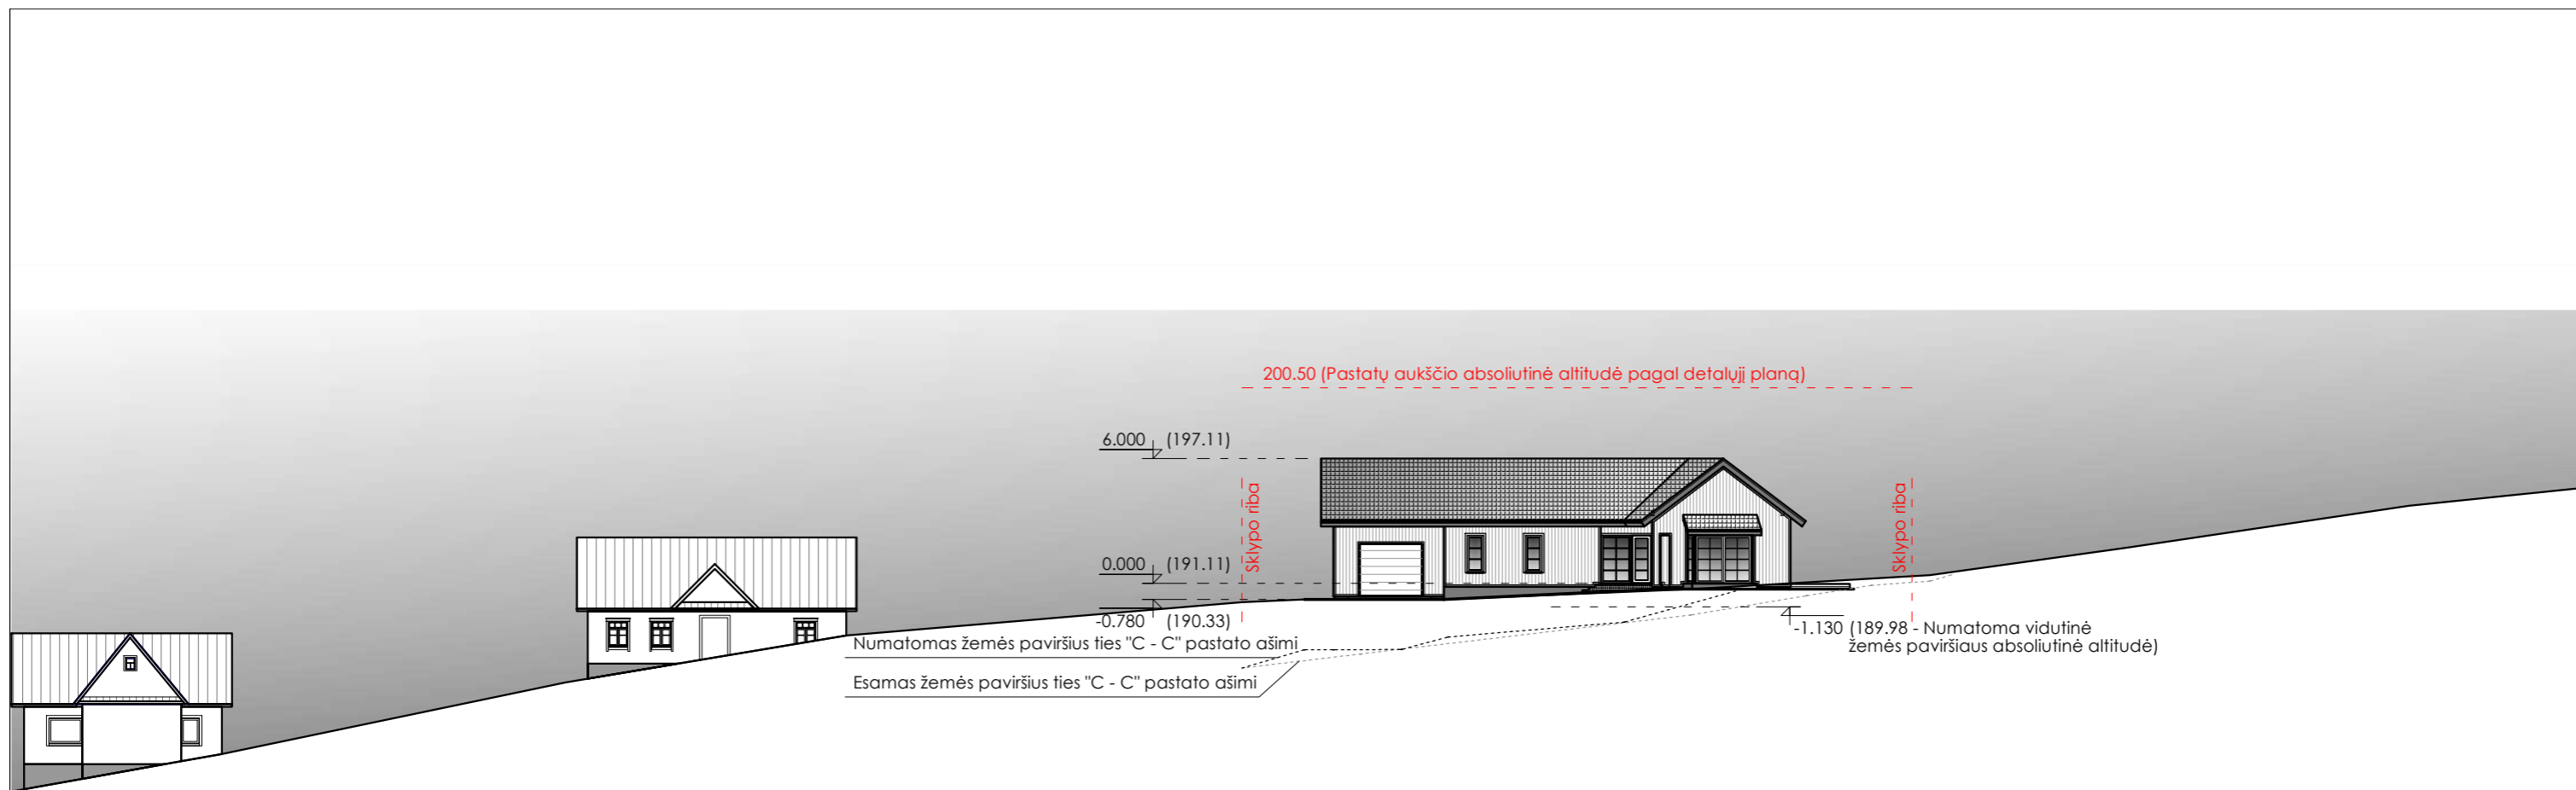 200.50 (Pastatų aukščio absoliutinė altitudė pagal detalųjį planą)
6.000 (197.11)
Sklypo riba
Sklypo riba
0.000 (191.11)
-0.780 (190.33)
-1.130 (189.98 - Numatoma vidutinė
žemės paviršiaus absoliutinė altitudė)
Numatomas žemės paviršius ties "C - C" pastato ašimi
Esamas žemės paviršius ties "C - C" pastato ašimi